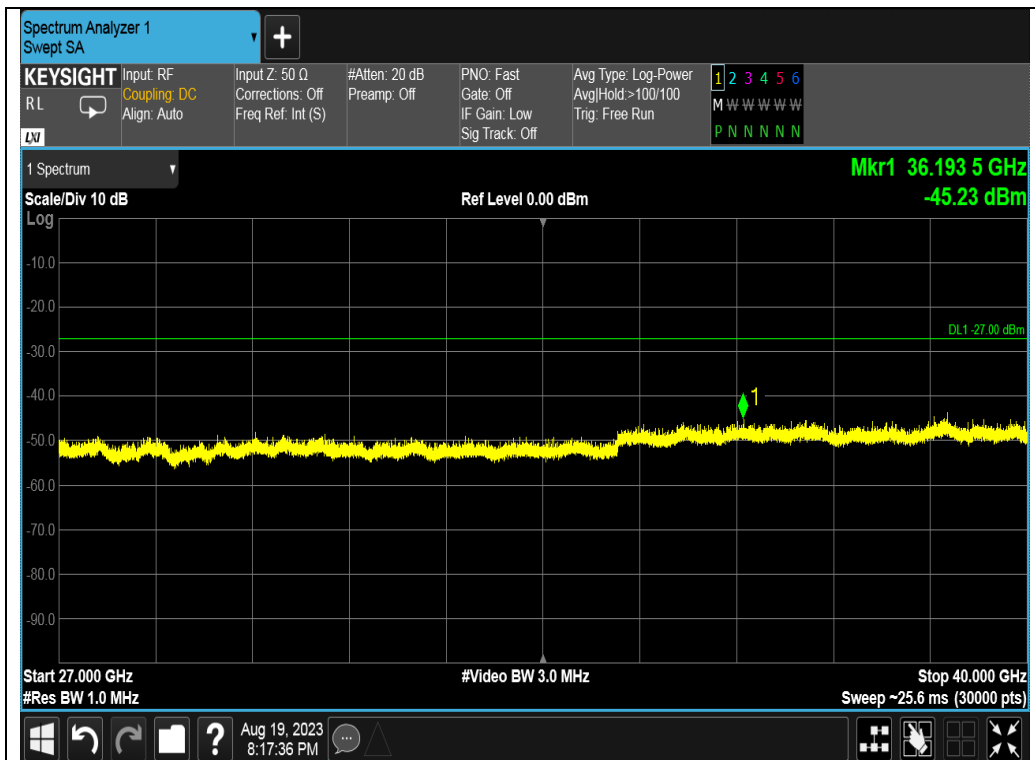 Spectrum Analyzer 1
Swept SA
KEYSIGHT
RL
LXI
Input: RF
Coupling: DC
Align: Auto
Input Z: 50 Ω
Corrections: Off
Freq Ref: Int (S)
#Atten: 20 dB
Preamp: Off
PNO: Fast
Gate: Off
IF Gain: Low
Sig Track: Off
Avg Type: Log-Power
Avg|Hold:>100/100
Trig: Free Run
1 2 3 4 5 6
M W W W W W
P N N N N N
1 Spectrum
Mkr1 36.193 5 GHz
-45.23 dBm
Scale/Div 10 dB
Ref Level 0.00 dBm
Log
-10.0
-20.0
DL1 -27.00 dBm
-30.0
-40.0
1
-50.0
-60.0
-70.0
-80.0
-90.0
Start 27.000 GHz
#Video BW 3.0 MHz
Stop 40.000 GHz
#Res BW 1.0 MHz
Sweep ~25.6 ms (30000 pts)
?
Aug 19, 2023
8:17:36 PM